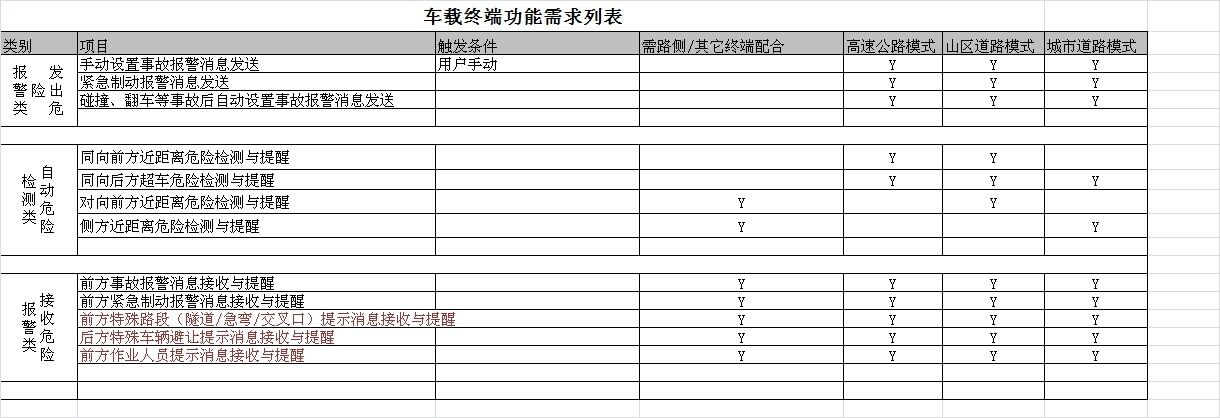 车载终端功能需求列表
类别 项目 触发条件 需路侧/其它终端配合 高速公路模式 山区道路模式 城市道路模式
发出危险报警类
手动设置事故报警消息发送 用户手动 Y Y Y
紧急制动报警消息发送 Y Y Y
碰撞、翻车等事故后自动设置事故报警消息发送 Y Y Y
自动危险检测类
同向前方近距离危险检测与提醒 Y Y
同向后方超车危险检测与提醒 Y Y Y
对向前方近距离危险检测与提醒 Y Y
侧方近距离危险检测与提醒 Y Y
接收危险报警类
前方事故报警消息接收与提醒 Y Y Y Y
前方紧急制动报警消息接收与提醒 Y Y Y Y
前方特殊路段（隧道/急弯/交叉口）提示消息接收与提醒 Y Y Y Y
后方特殊车辆避让提示消息接收与提醒 Y Y Y Y
前方作业人员提示消息接收与提醒 Y Y Y Y